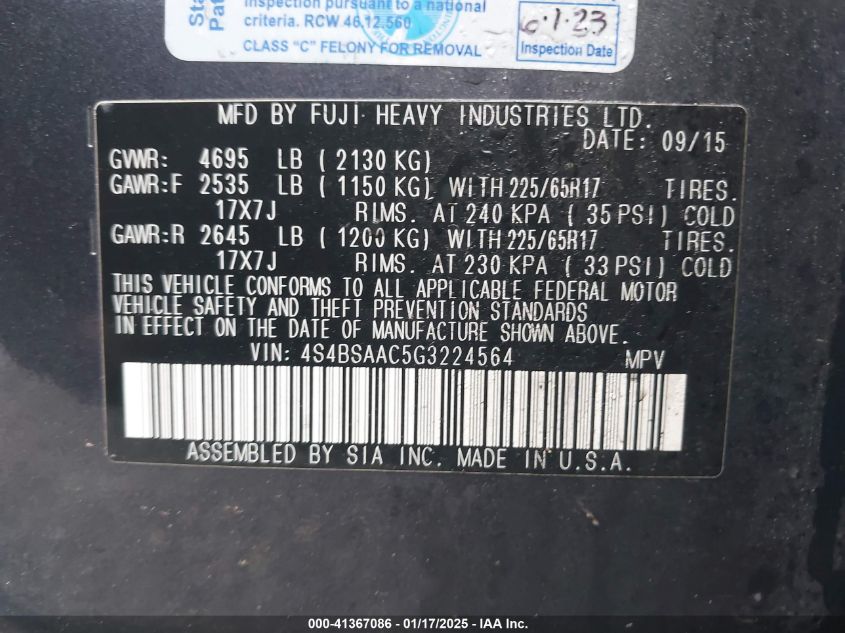 Sta
Pat
inspection pursuant to a national
criteria. RCW 46.12.560
CLASS "C" FELONY FOR REMOVAL
6-1-23
Inspection Date
MFD BY FUJI HEAVY INDUSTRIES LTD.
DATE: 09/15
GVWR: 4695 LB ( 2130 KG)
GAWR:F 2535 LB ( 1150 KG) WITH 225/65R17 TIRES.
17X7J RIMS. AT 240 KPA ( 35 PSI) COLD
GAWR:R 2645 LB ( 1200 KG) WITH 225/65R17 TIRES.
17X7J RIMS. AT 230 KPA ( 33 PSI) COLD
THIS VEHICLE CONFORMS TO ALL APPLICABLE FEDERAL MOTOR
VEHICLE SAFETY AND THEFT PREVENTION STANDARDS
IN EFFECT ON THE DATE OF MANUFACTURE SHOWN ABOVE.
VIN: 4S4BSAAC5G3224564 MPV
ASSEMBLED BY SIA INC. MADE IN U.S.A.
000-41367086 - 01/17/2025 - IAA Inc.